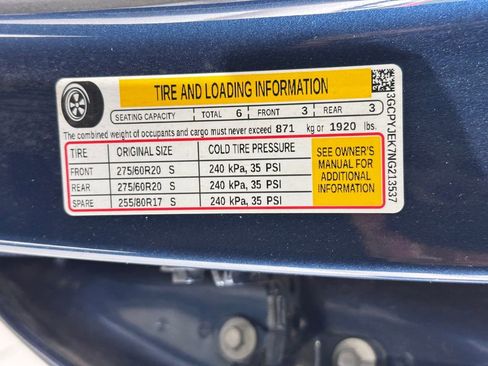 TIRE AND LOADING INFORMATION
SEATING CAPACITY TOTAL 6 FRONT 3 REAR 3
The combined weight of occupants and cargo must never exceed 871 kg or 1920 lbs.
TIRE ORIGINAL SIZE COLD TIRE PRESSURE
FRONT 275/60R20 S 240 kPa, 35 PSI
REAR 275/60R20 S 240 kPa, 35 PSI
SPARE 255/80R17 S 240 kPa, 35 PSI
SEE OWNER'S
MANUAL FOR
ADDITIONAL
INFORMATION
3GCPYJEK7NG213537